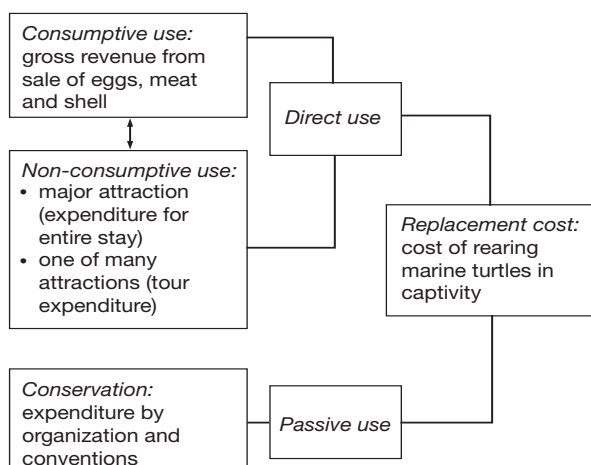 Consumptive use:
gross revenue from
sale of eggs, meat
and shell
Direct use
Non-consumptive use:
• major attraction
(expenditure for
entire stay)
• one of many
attractions (tour
expenditure)
Replacement cost:
cost of rearing
marine turtles in
captivity
Conservation:
expenditure by
organization and
conventions
Passive use